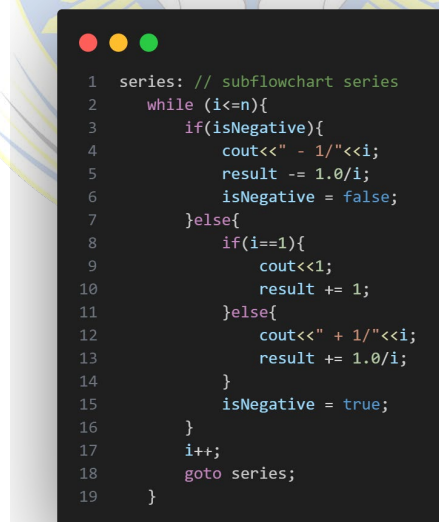 1 series: // subflowchart series
2 while (i<=n){
3 if(isNegative){
4 cout<<" - 1/"<<i;
5 result -= 1.0/i;
6 isNegative = false;
7 }else{
8 if(i==1){
9 cout<<1;
10 result += 1;
11 }else{
12 cout<<" + 1/"<<i;
13 result += 1.0/i;
14 }
15 isNegative = true;
16 }
17 i++;
18 goto series;
19 }